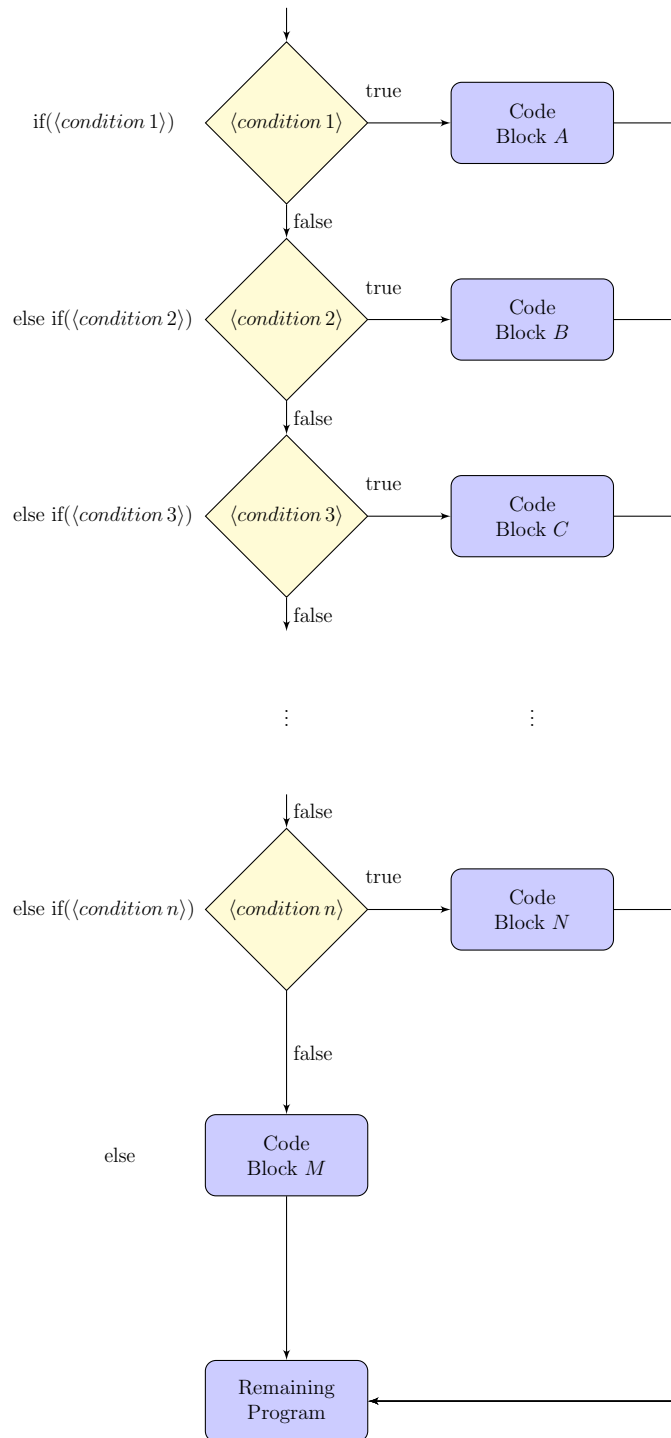 true
if(⟨condition 1⟩) ⟨condition 1⟩ Code
Block A
false
true
else if(⟨condition 2⟩) ⟨condition 2⟩ Code
Block B
false
true
else if(⟨condition 3⟩) ⟨condition 3⟩ Code
Block C
false
⋮ ⋮
false
true
else if(⟨condition n⟩) ⟨condition n⟩ Code
Block N
false
else Code
Block M
Remaining
Program